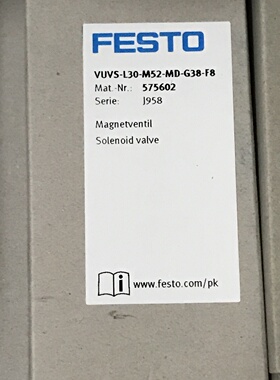 FESTO
VUVS-L30-M52-MD-G38-F8
Mat.-Nr.: 575602
Serie: J958
Magnetventil
Solenoid valve
www.festo.com/pk